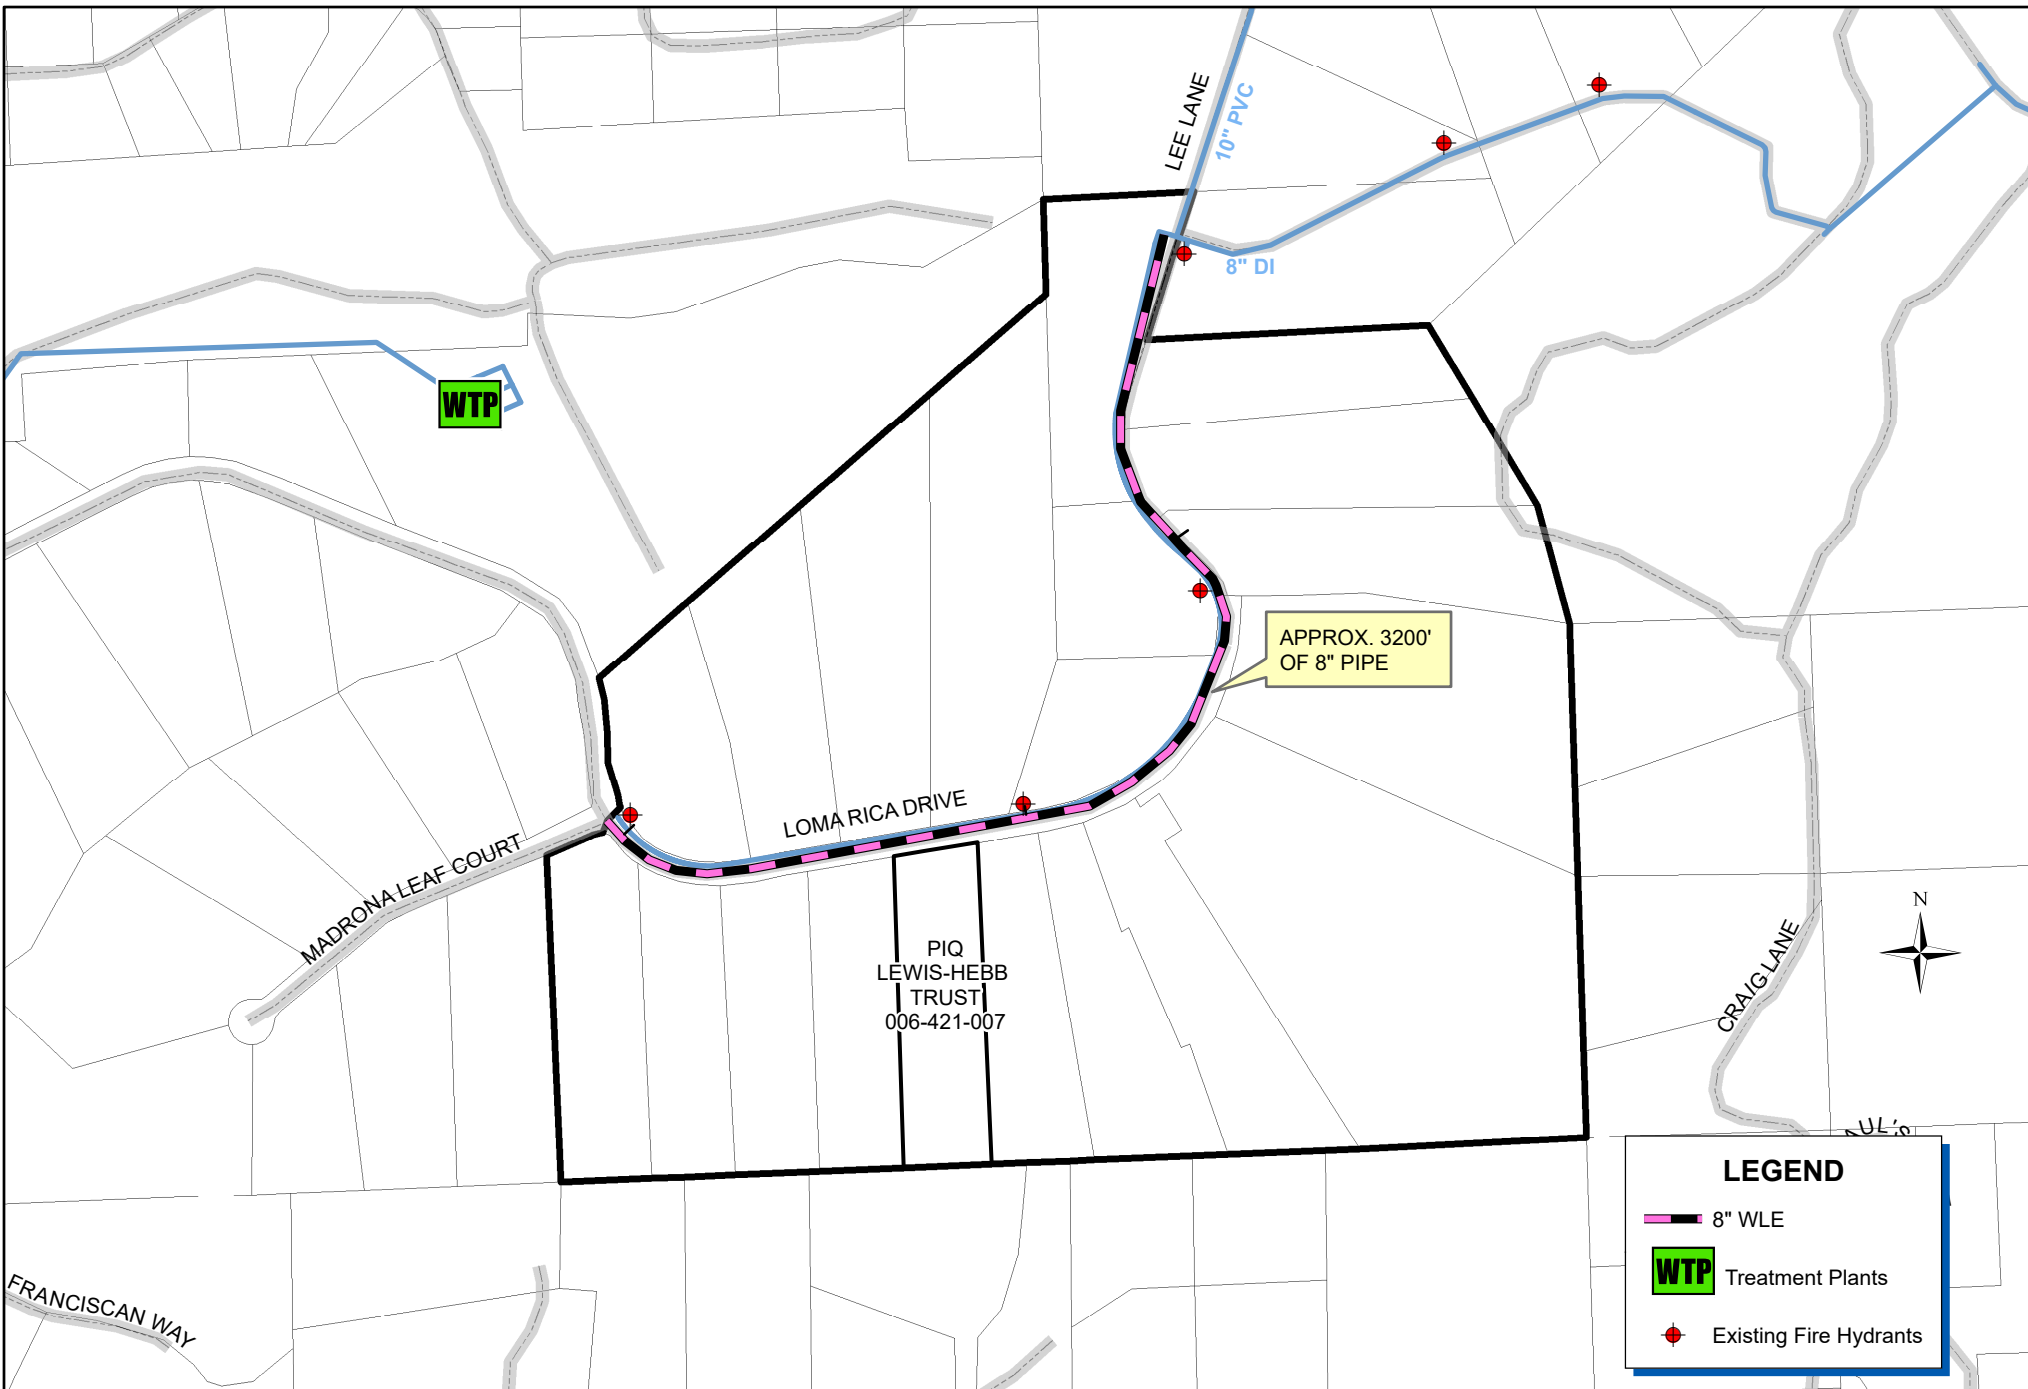 LEE LANE
10" PVC
8" DI
WTP
APPROX. 3200'
OF 8" PIPE
LOMA RICA DRIVE
MADRONA LEAF COURT
PIQ
LEWIS-HEBB
TRUST
006-421-007
N
CRAIG LANE
AUL'S
FRANCISCAN WAY
LEGEND
8" WLE
WTP Treatment Plants
Existing Fire Hydrants